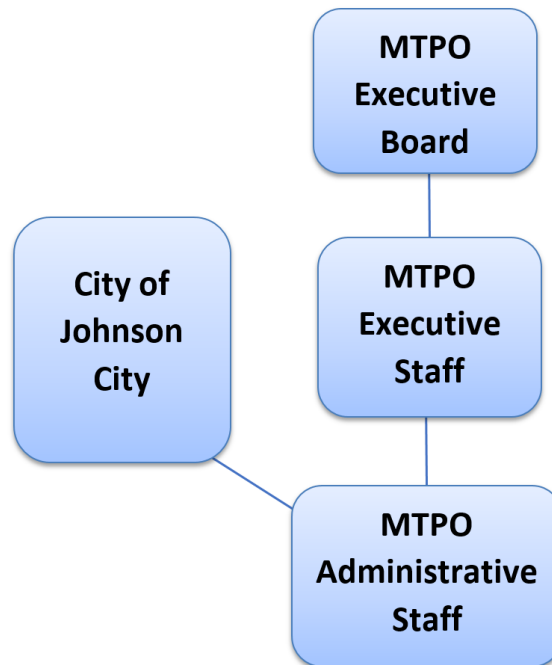 MTPO
Executive
Board
City of
Johnson
City
MTPO
Executive
Staff
MTPO
Administrative
Staff